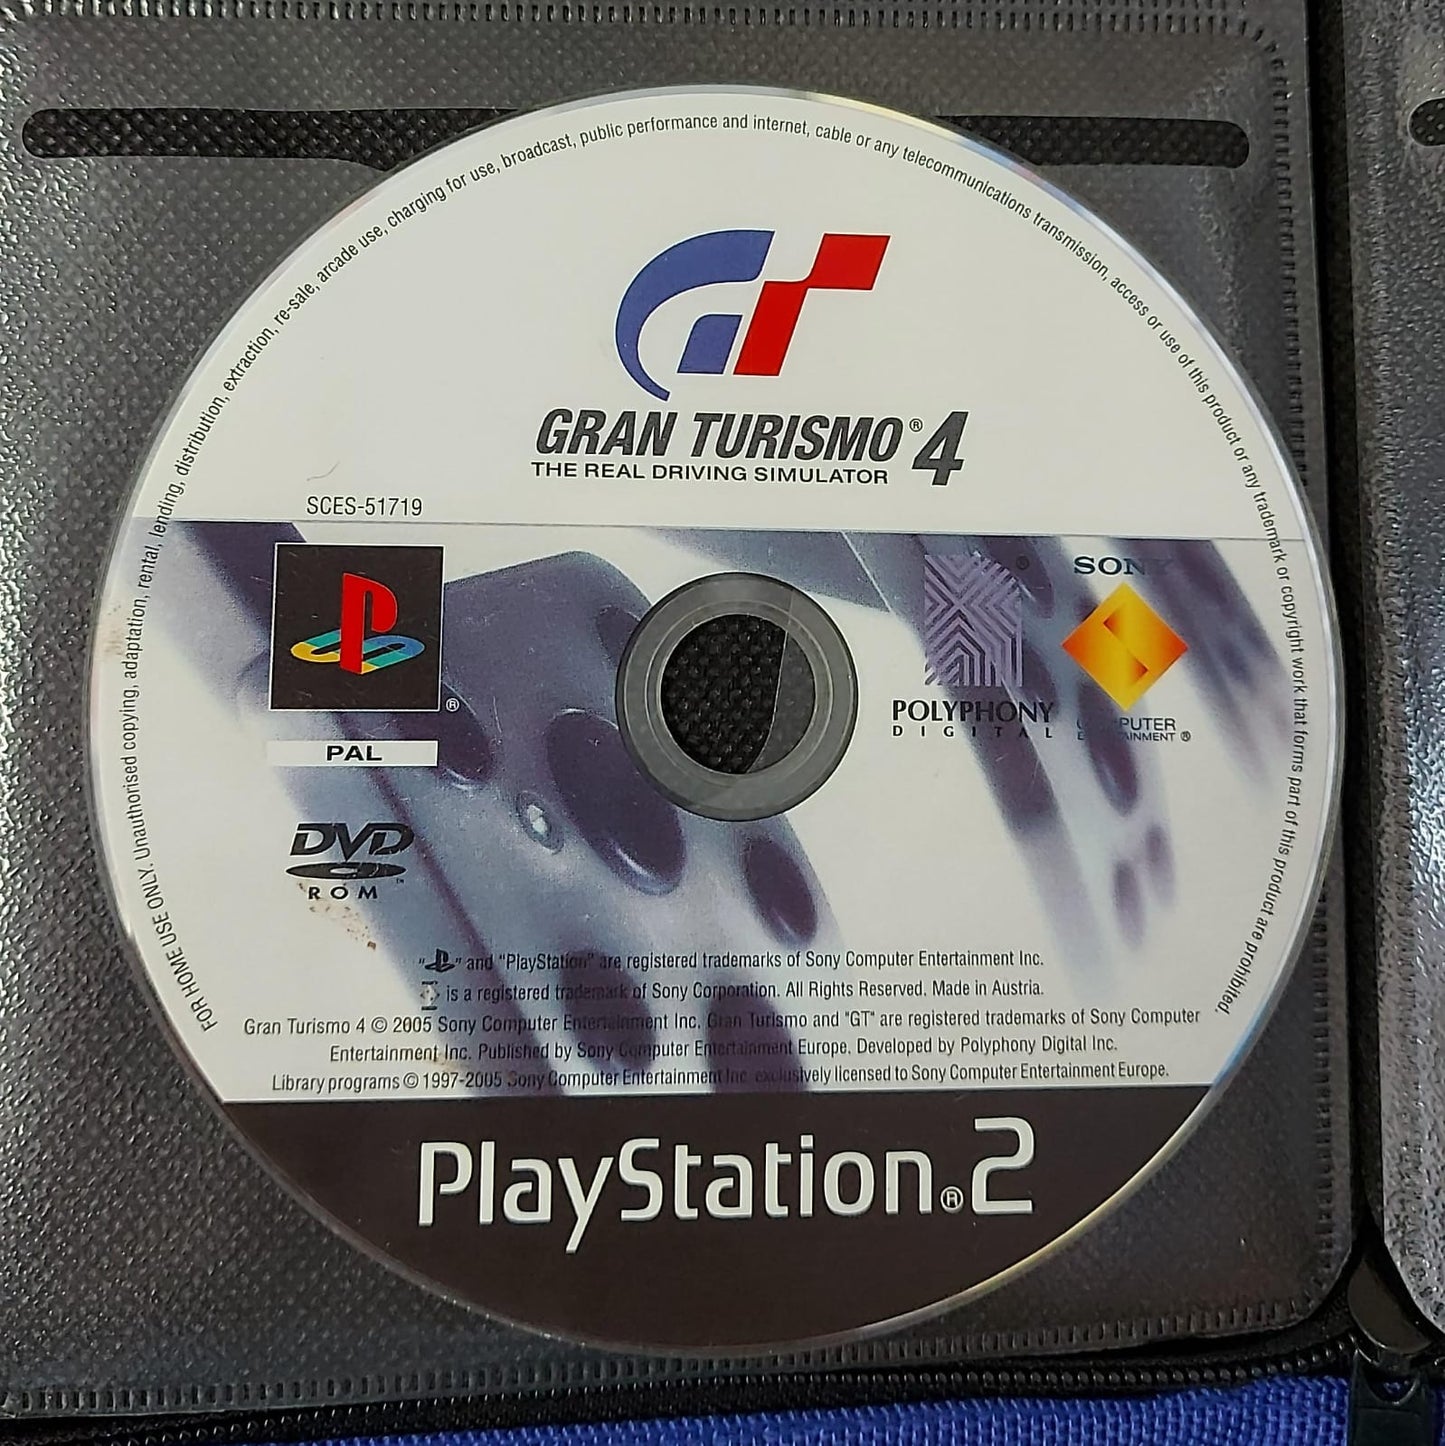 FOR HOME USE ONLY. Unauthorised copying, adaptation, rental, lending, distribution, extraction, re-sale, arcade use, charging for use, broadcast, public performance and internet, cable or any telecommunications transmission, access or use of this product or any trademark or copyright work that forms part of this product are prohibited.
GT
GRAN TURISMO® 4
THE REAL DRIVING SIMULATOR
SCES-51719
SONY
®
POLYPHONY
DIGITAL
COMPUTER
ENTERTAINMENT ®
PAL
DVD
ROM™
"PS" and "PlayStation" are registered trademarks of Sony Computer Entertainment Inc.
is a registered trademark of Sony Corporation. All Rights Reserved. Made in Austria.
Gran Turismo 4 © 2005 Sony Computer Entertainment Inc. Gran Turismo and "GT" are registered trademarks of Sony Computer
Entertainment Inc. Published by Sony Computer Entertainment Europe. Developed by Polyphony Digital Inc.
Library programs © 1997-2005 Sony Computer Entertainment Inc. exclusively licensed to Sony Computer Entertainment Europe.
PlayStation®2